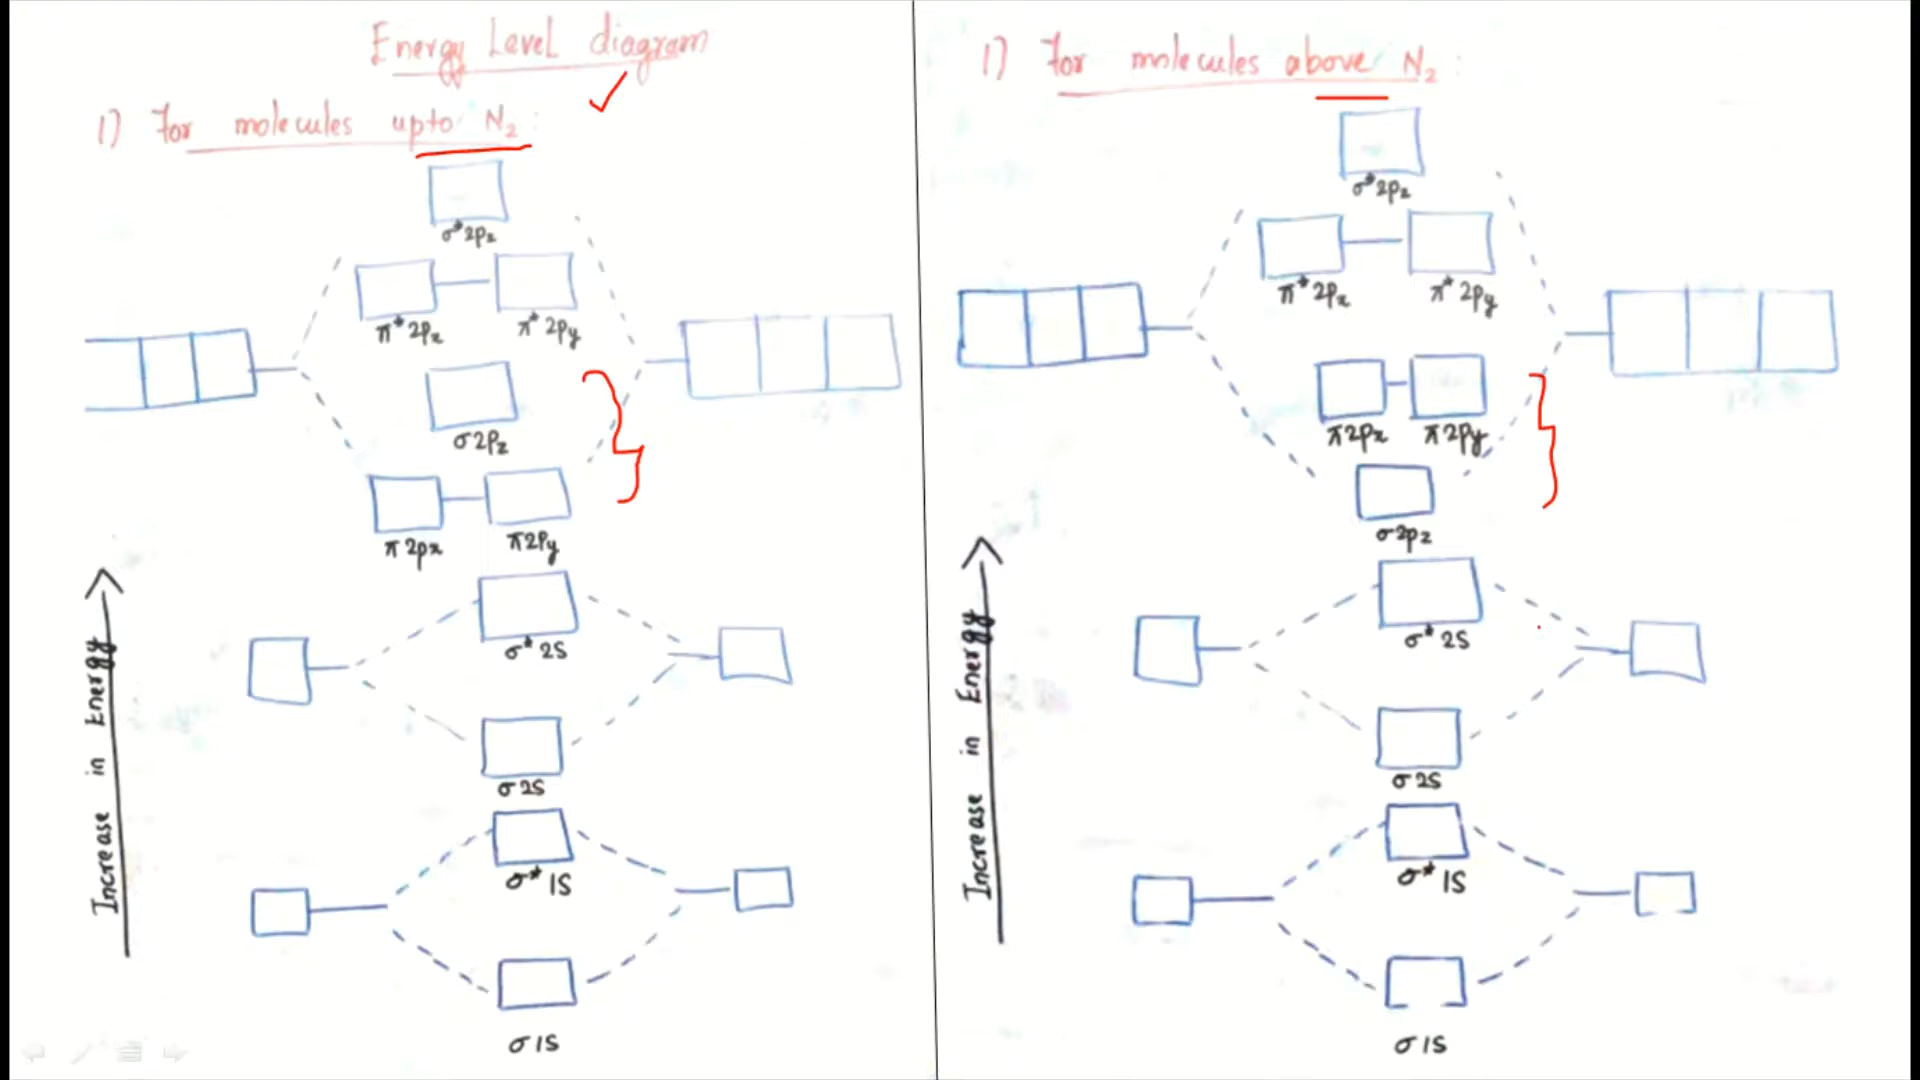 Energy Level diagram
1) For molecules upto N₂ :
σ*2pz
π*2px π*2py
σ2pz
π2px π2py
σ*2S
σ2S
σ*1S
σ1S
Increase in Energy
1) For molecules above N₂ :
σ*2pz
π*2px π*2py
π2px π2py
σ2pz
σ*2S
σ2S
σ*1S
σ1S
Increase in Energy